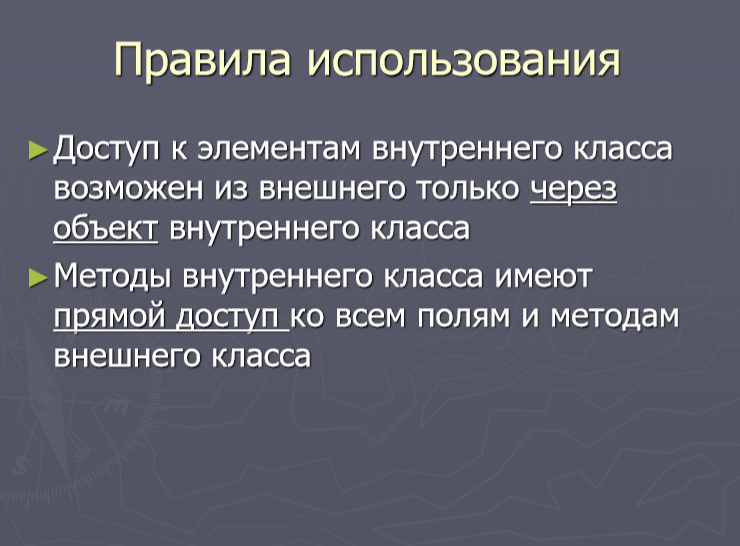 Правила использования
Доступ к элементам внутреннего класса
возможен из внешнего только через
объект внутреннего класса
Методы внутреннего класса имеют
прямой доступ ко всем полям и методам
внешнего класса